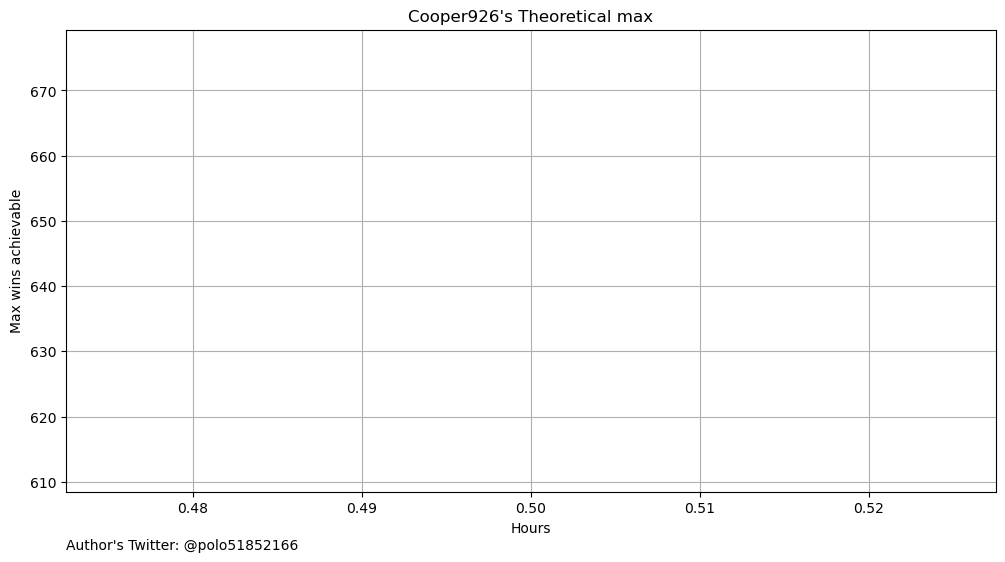 Cooper926's Theoretical max
670
660
650
640
630
620
610
Max wins achievable
0.48 0.49 0.50 0.51 0.52
Hours
Author's Twitter: @polo51852166